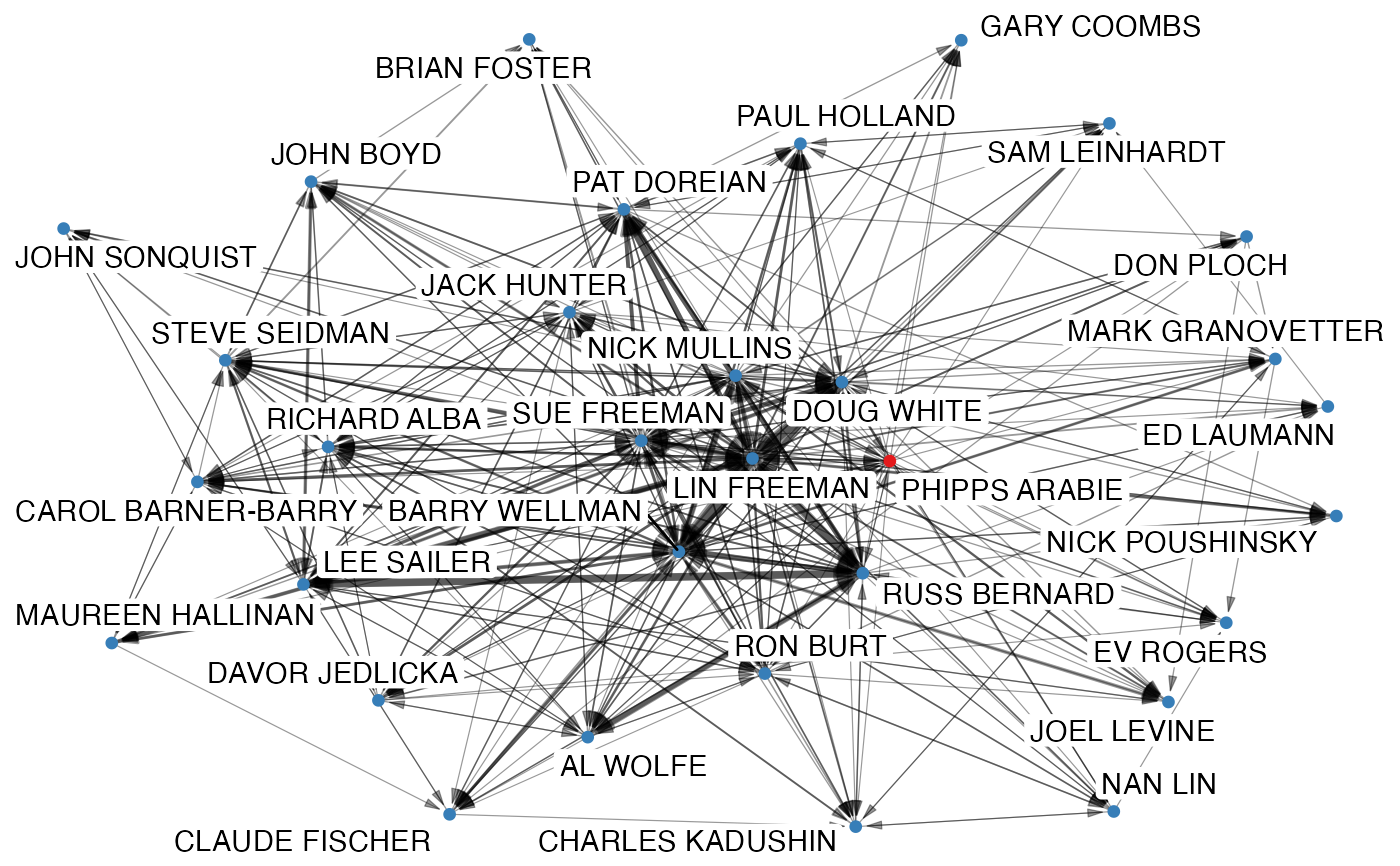 GARY COOMBS
BRIAN FOSTER
PAUL HOLLAND
SAM LEINHARDT
JOHN BOYD
PAT DOREIAN
JOHN SONQUIST
DON PLOCH
JACK HUNTER
STEVE SEIDMAN
MARK GRANOVETTER
NICK MULLINS
RICHARD ALBA
SUE FREEMAN
DOUG WHITE
ED LAUMANN
LIN FREEMAN
PHIPPS ARABIE
CAROL BARNER-BARRY
BARRY WELLMAN
NICK POUSHINSKY
LEE SAILER
RUSS BERNARD
MAUREEN HALLINAN
RON BURT
EV ROGERS
DAVOR JEDLICKA
JOEL LEVINE
AL WOLFE
NAN LIN
CLAUDE FISCHER
CHARLES KADUSHIN